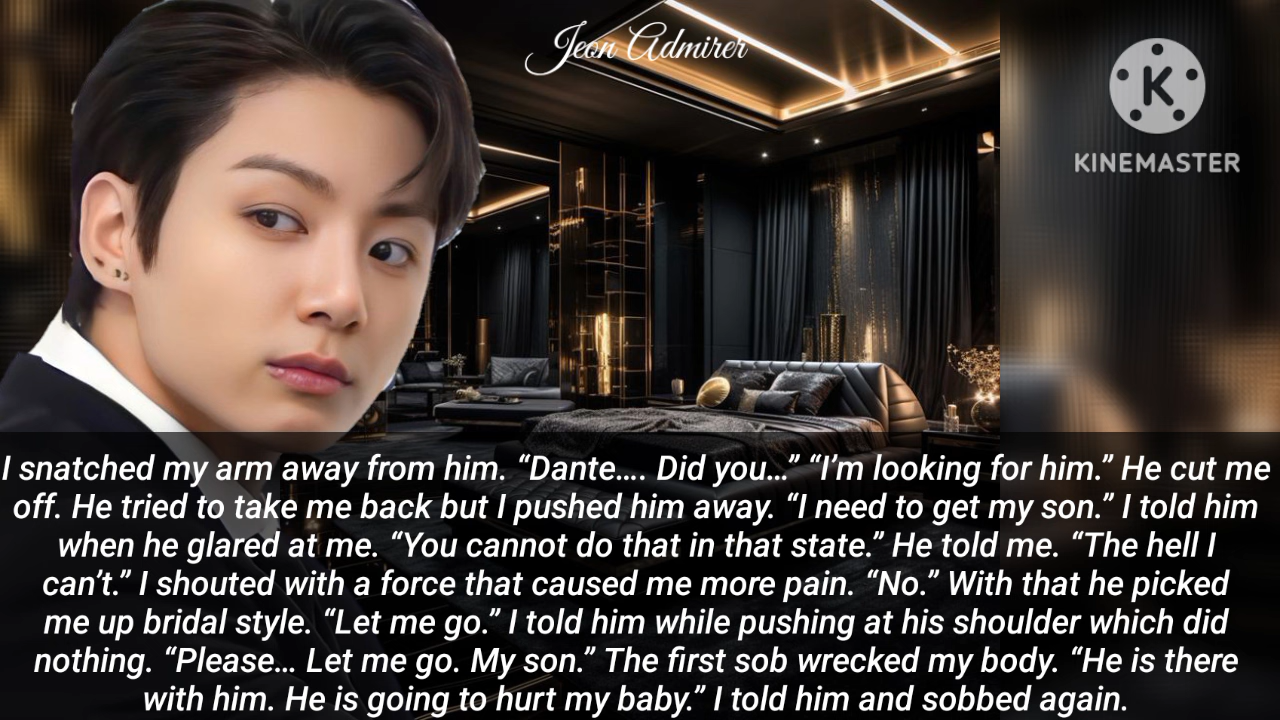 Jeon Admirer
KINEMASTER
I snatched my arm away from him. “Dante.... Did you...” “I’m looking for him.” He cut me
off. He tried to take me back but I pushed him away. “I need to get my son.” I told him
when he glared at me. “You cannot do that in that state.” He told me. “The hell I
can’t.” I shouted with a force that caused me more pain. “No.” With that he picked
me up bridal style. “Let me go.” I told him while pushing at his shoulder which did
nothing. “Please... Let me go. My son.” The first sob wrecked my body. “He is there
with him. He is going to hurt my baby.” I told him and sobbed again.